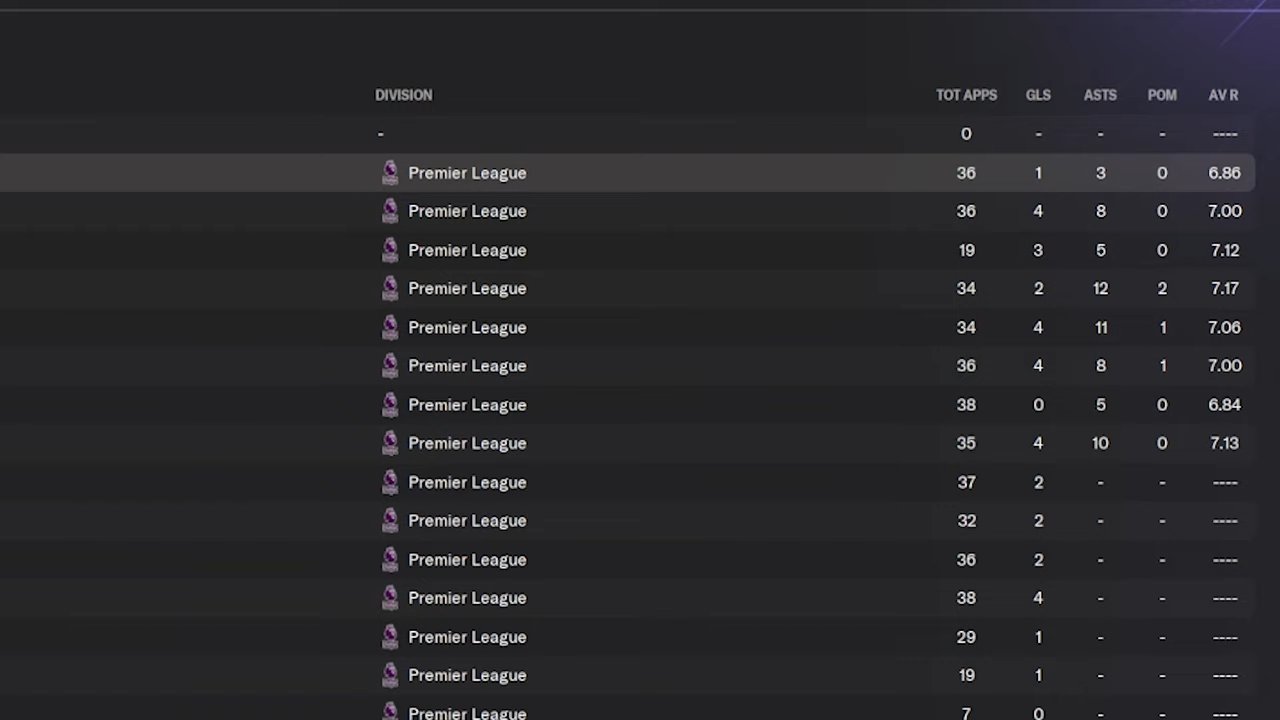 DIVISION TOT APPS GLS ASTS POM AV R
- 0 - - - ----
Premier League 36 1 3 0 6.86
Premier League 36 4 8 0 7.00
Premier League 19 3 5 0 7.12
Premier League 34 2 12 2 7.17
Premier League 34 4 11 1 7.06
Premier League 36 4 8 1 7.00
Premier League 38 0 5 0 6.84
Premier League 35 4 10 0 7.13
Premier League 37 2 - - ----
Premier League 32 2 - - ----
Premier League 36 2 - - ----
Premier League 38 4 - - ----
Premier League 29 1 - - ----
Premier League 19 1 - - ----
Premier League 7 0 - - ----